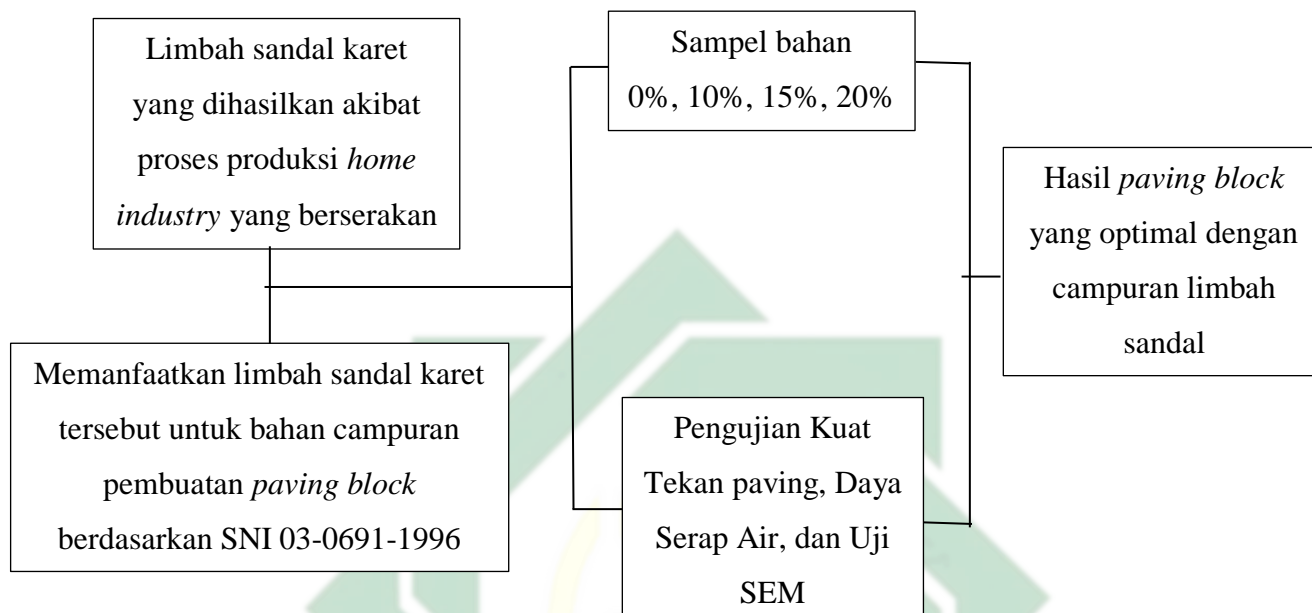 Limbah sandal karet
yang dihasilkan akibat
proses produksi home
industry yang berserakan
Memanfaatkan limbah sandal karet
tersebut untuk bahan campuran
pembuatan paving block
berdasarkan SNI 03-0691-1996
Sampel bahan
0%, 10%, 15%, 20%
Pengujian Kuat
Tekan paving, Daya
Serap Air, dan Uji
SEM
Hasil paving block
yang optimal dengan
campuran limbah
sandal